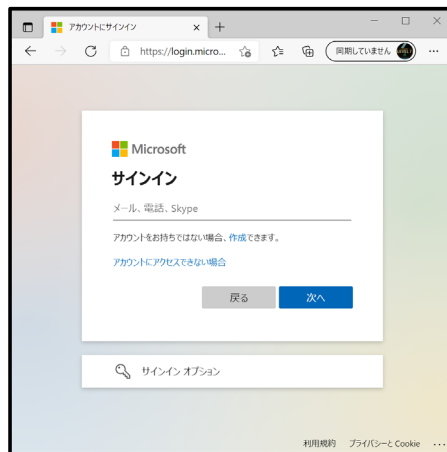 アカウントにサインイン
https://login.micro...
同期していません
Microsoft
サインイン
メール、電話、Skype
アカウントをお持ちではない場合、作成できます。
アカウントにアクセスできない場合
戻る
次へ
サインイン オプション
利用規約 プライバシーと Cookie ...